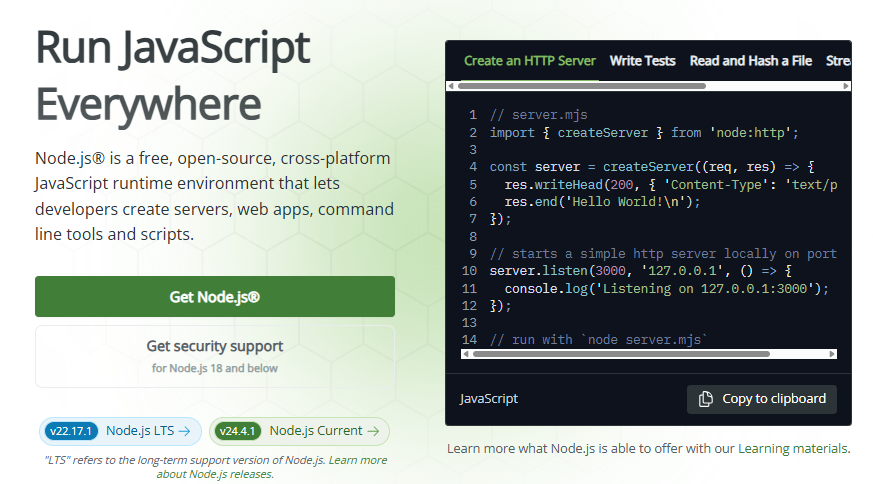 Run JavaScript
Everywhere
Node.js® is a free, open-source, cross-platform
JavaScript runtime environment that lets
developers create servers, web apps, command
line tools and scripts.
Get Node.js®
Get security support
for Node.js 18 and below
v22.17.1 Node.js LTS →
v24.4.1 Node.js Current →
"LTS" refers to the long-term support version of Node.js. Learn more
about Node.js releases.
Create an HTTP Server Write Tests Read and Hash a File Strea
1 // server.mjs
2 import { createServer } from 'node:http';
3
4 const server = createServer((req, res) => {
5   res.writeHead(200, { 'Content-Type': 'text/p
6   res.end('Hello World!\n');
7 });
8
9 // starts a simple http server locally on port
10 server.listen(3000, '127.0.0.1', () => {
11   console.log('Listening on 127.0.0.1:3000');
12 });
13
14 // run with `node server.mjs`
JavaScript
Copy to clipboard
Learn more what Node.js is able to offer with our Learning materials.